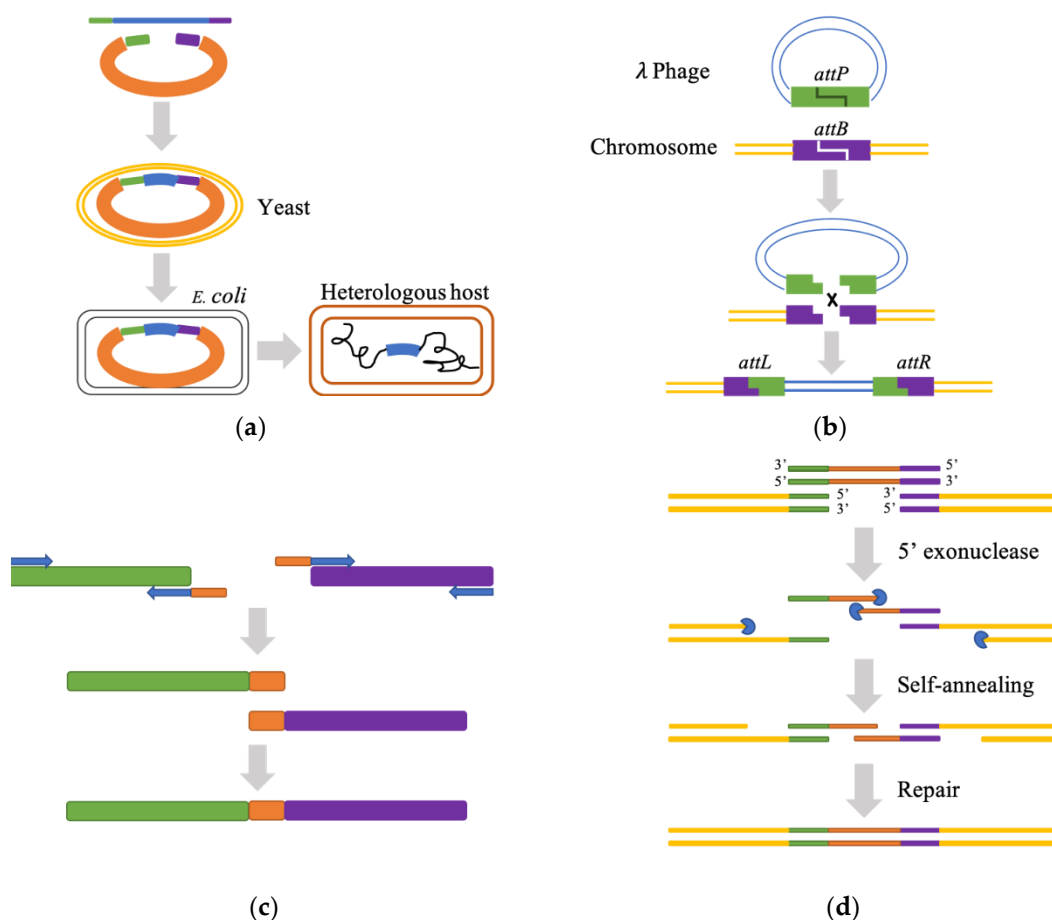 Yeast
E. coli
Heterologous host
(a)
λ Phage
attP
attB
Chromosome
X
attL
attR
(b)
(c)
3’ 5’
5’ 3’
5’ 3’
3’ 5’
5’ exonuclease
Self-annealing
Repair
(d)